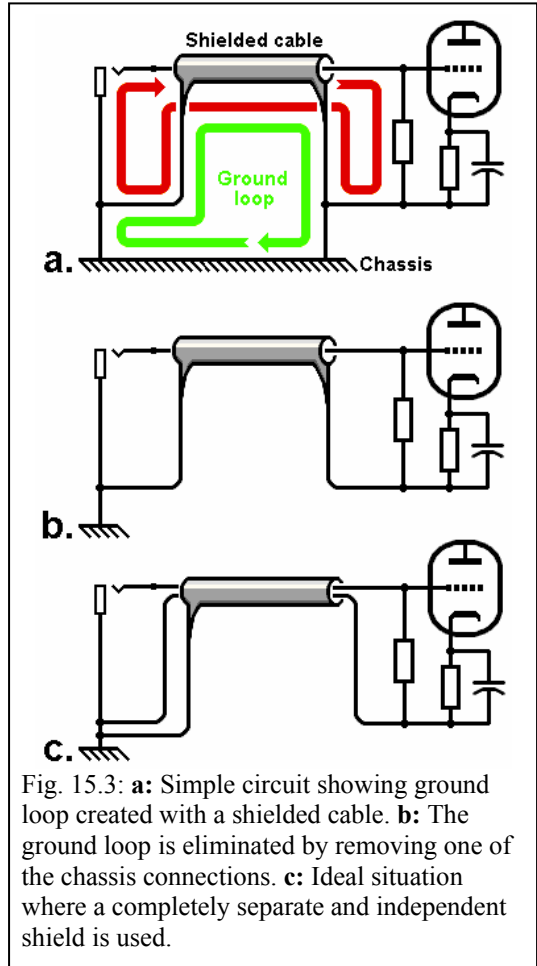 Shielded cable
Ground
loop
a.
Chassis
b.
c.
Fig. 15.3: a: Simple circuit showing ground
loop created with a shielded cable. b: The
ground loop is eliminated by removing one of
the chassis connections. c: Ideal situation
where a completely separate and independent
shield is used.